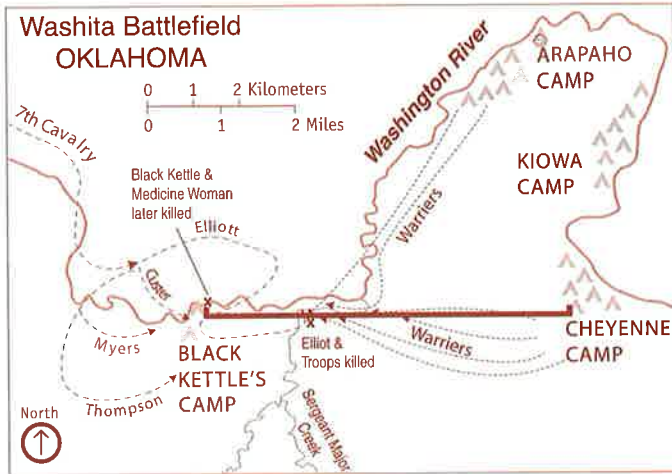 Washita Battlefield
OKLAHOMA
0 1 2 Kilometers
0 1 2 Miles
7th Cavalry
Black Kettle &
Medicine Woman
later killed
Elliott
Custer
Myers
Thompson
BLACK
KETTLE'S
CAMP
Elliot &
Troops killed
Sergeant Major
Creek
Washington River
Warriers
Warriers
ARAPAHO
CAMP
KIOWA
CAMP
CHEYENNE
CAMP
North